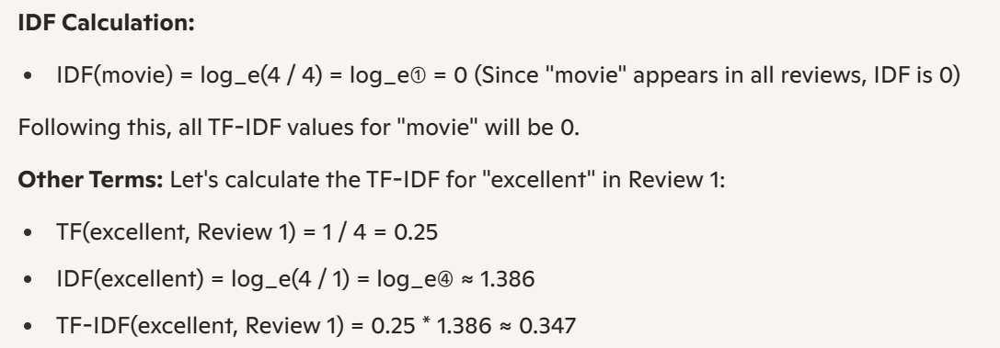 IDF Calculation:
• IDF(movie) = log_e(4 / 4) = log_e① = 0 (Since "movie" appears in all reviews, IDF is 0)
Following this, all TF-IDF values for "movie" will be 0.
Other Terms: Let's calculate the TF-IDF for "excellent" in Review 1:
• TF(excellent, Review 1) = 1 / 4 = 0.25
• IDF(excellent) = log_e(4 / 1) = log_e④ ≈ 1.386
• TF-IDF(excellent, Review 1) = 0.25 * 1.386 ≈ 0.347